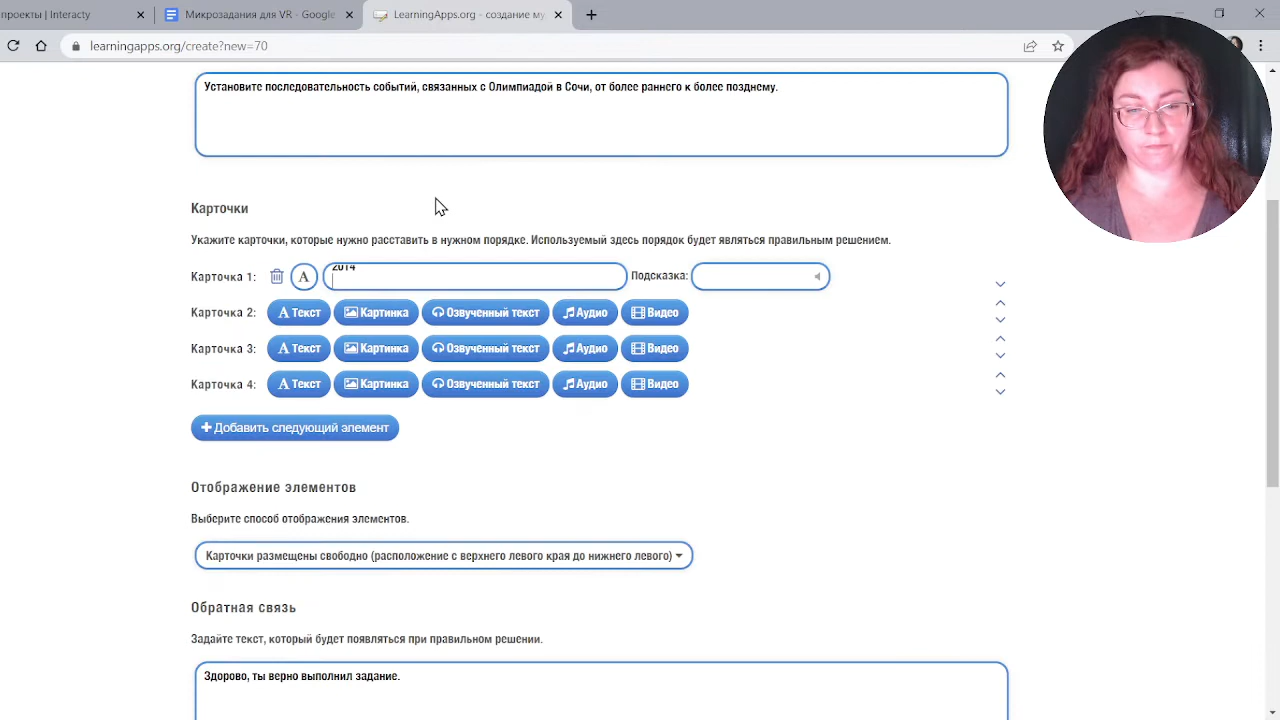 проекты | Interacty
Микрозадания для VR - Google
LearningApps.org - создание му
learningapps.org/create?new=70
Установите последовательность событий, связанных с Олимпиадой в Сочи, от более раннего к более позднему.
Карточки
Укажите карточки, которые нужно расставить в нужном порядке. Используемый здесь порядок будет являться правильным решением.
Карточка 1: A 2014 Подсказка:
Карточка 2: A Текст Картинка Озвученный текст Аудио Видео
Карточка 3: A Текст Картинка Озвученный текст Аудио Видео
Карточка 4: A Текст Картинка Озвученный текст Аудио Видео
+ Добавить следующий элемент
Отображение элементов
Выберите способ отображения элементов.
Карточки размещены свободно (расположение с верхнего левого края до нижнего левого)
Обратная связь
Задайте текст, который будет появляться при правильном решении.
Здорово, ты верно выполнил задание.